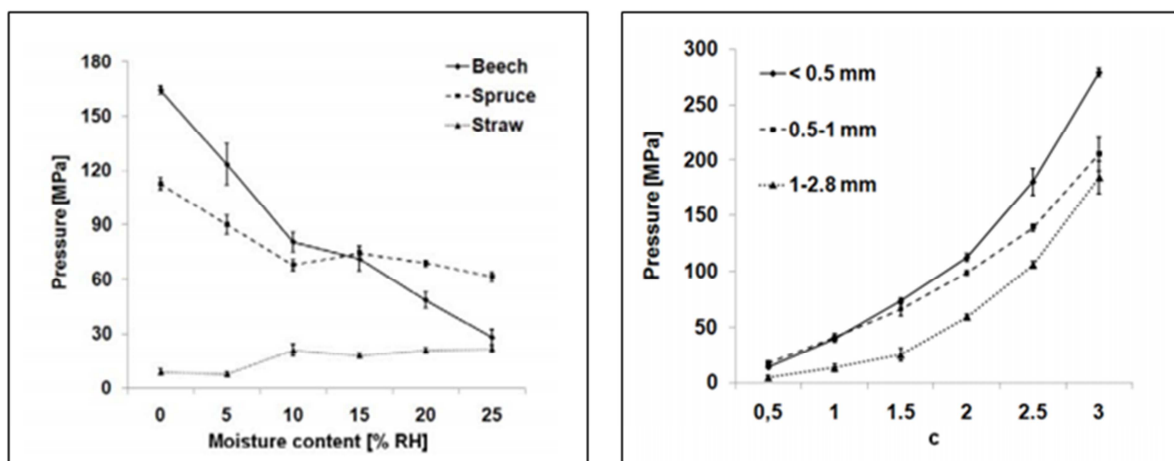 180
150
120
90
60
30
0
Pressure [MPa]
Beech
Spruce
Straw
0 5 10 15 20 25
Moisture content [% RH]
300
250
200
150
100
50
0
Pressure [MPa]
< 0.5 mm
0.5-1 mm
1-2.8 mm
0,5 1 1.5 2 2.5 3
c